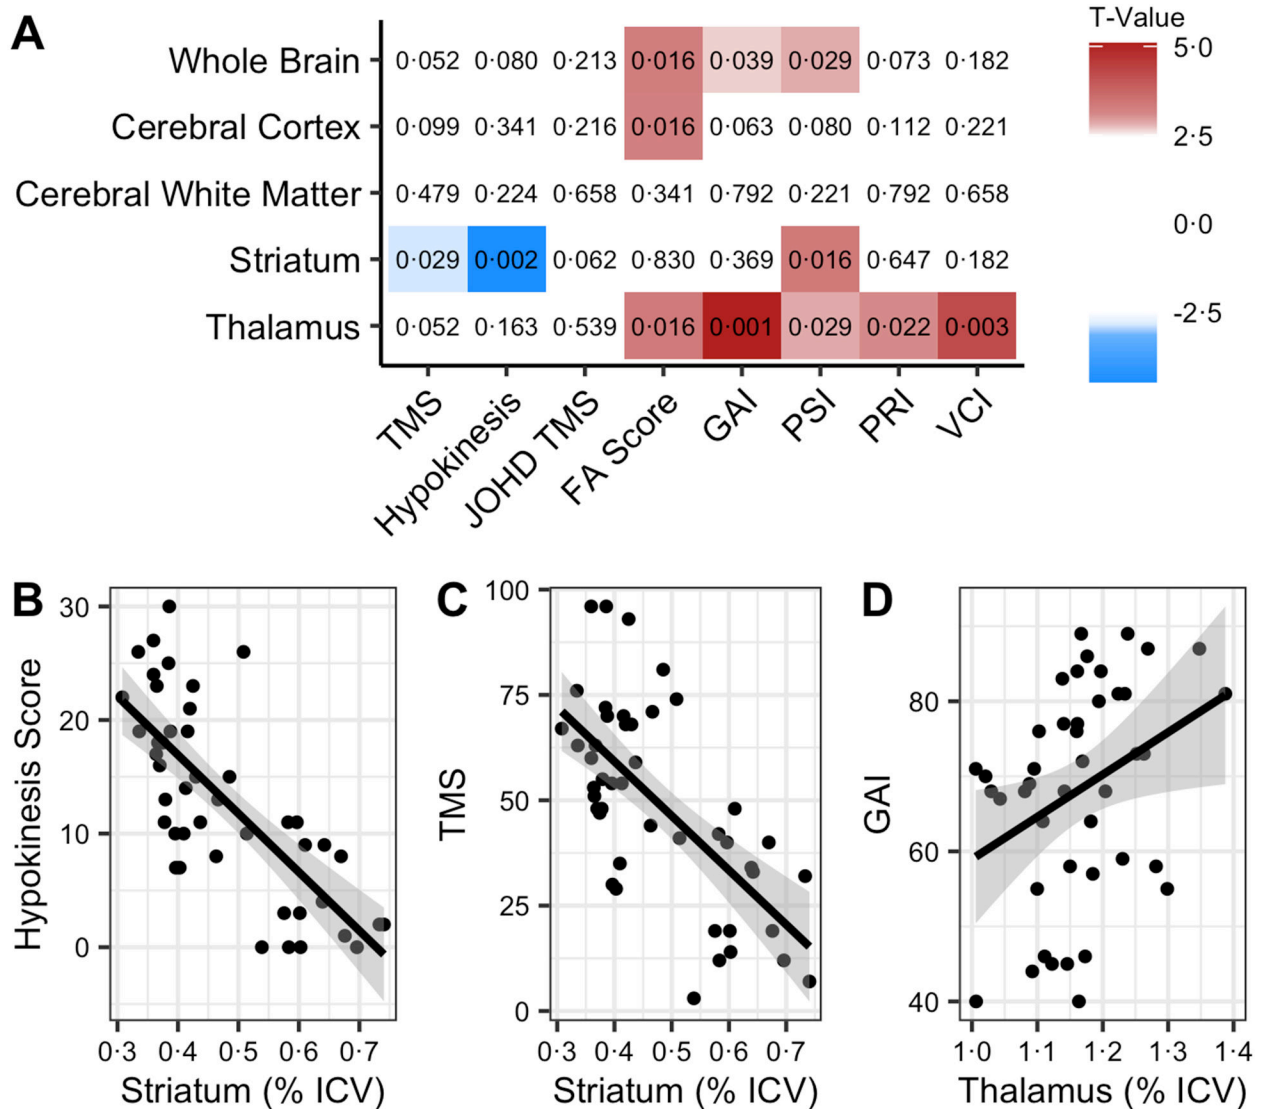 A
T-Value
Whole Brain 0·052 0·080 0·213 0·016 0·039 0·029 0·073 0·182
Cerebral Cortex 0·099 0·341 0·216 0·016 0·063 0·080 0·112 0·221
Cerebral White Matter 0·479 0·224 0·658 0·341 0·792 0·221 0·792 0·658
Striatum 0·029 0·002 0·062 0·830 0·369 0·016 0·647 0·182
Thalamus 0·052 0·163 0·539 0·016 0·001 0·029 0·022 0·003
TMS Hypokinesis JOHD TMS FA Score GAI PSI PRI VCI
5·0
2·5
0·0
-2·5
B
Hypokinesis Score
30
20
10
0
0·3 0·4 0·5 0·6 0·7
Striatum (% ICV)
C
TMS
100
75
50
25
0
0·3 0·4 0·5 0·6 0·7
Striatum (% ICV)
D
GAI
80
60
40
1·0 1·1 1·2 1·3 1·4
Thalamus (% ICV)